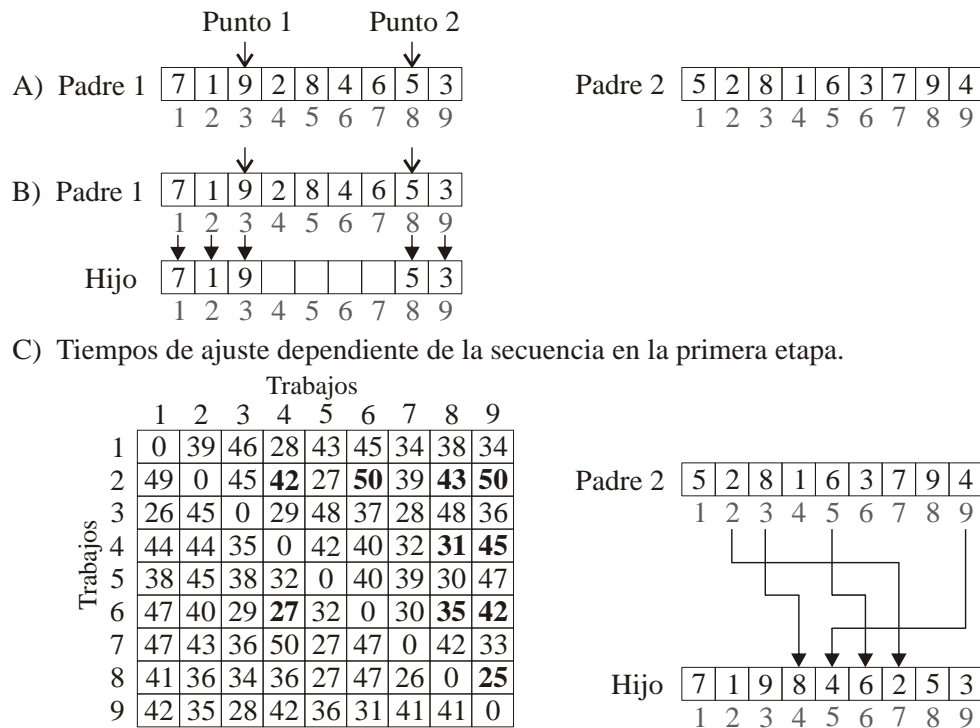 Punto 1 Punto 2
A) Padre 1 7 1 9 2 8 4 6 5 3
1 2 3 4 5 6 7 8 9
Padre 2 5 2 8 1 6 3 7 9 4
1 2 3 4 5 6 7 8 9
B) Padre 1 7 1 9 2 8 4 6 5 3
1 2 3 4 5 6 7 8 9
Hijo 7 1 9 5 3
1 2 3 4 5 6 7 8 9
C) Tiempos de ajuste dependiente de la secuencia en la primera etapa.
Trabajos
1 2 3 4 5 6 7 8 9
Trabajos
1 0 39 46 28 43 45 34 38 34
2 49 0 45 42 27 50 39 43 50
3 26 45 0 29 48 37 28 48 36
4 44 44 35 0 42 40 32 31 45
5 38 45 38 32 0 40 39 30 47
6 47 40 29 27 32 0 30 35 42
7 47 43 36 50 27 47 0 42 33
8 41 36 34 36 27 47 26 0 25
9 42 35 28 42 36 31 41 41 0
Padre 2 5 2 8 1 6 3 7 9 4
1 2 3 4 5 6 7 8 9
Hijo 7 1 9 8 4 6 2 5 3
1 2 3 4 5 6 7 8 9